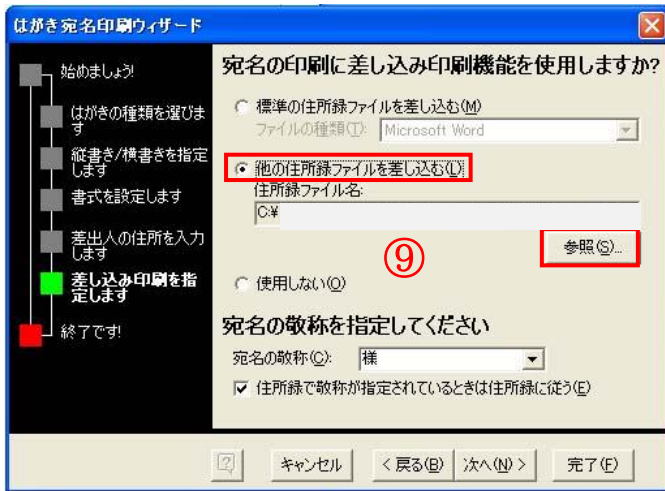 はがき宛名印刷ウィザード
始めましょう!
はがきの種類を選びま
す
縦書き/横書きを指定
します
書式を設定します
差出人の住所を入力
します
差し込み印刷を指
定します
終了です!
宛名の印刷に差し込み印刷機能を使用しますか?
標準の住所録ファイルを差し込む(M)
ファイルの種類(T): Microsoft Word
他の住所録ファイルを差し込む(L)
住所録ファイル名:
C:¥
参照(S)...
⑨
使用しない(O)
宛名の敬称を指定してください
宛名の敬称(C): 様
住所録で敬称が指定されているときは住所録に従う(E)
?
キャンセル
< 戻る(B)
次へ(N) >
完了(F)